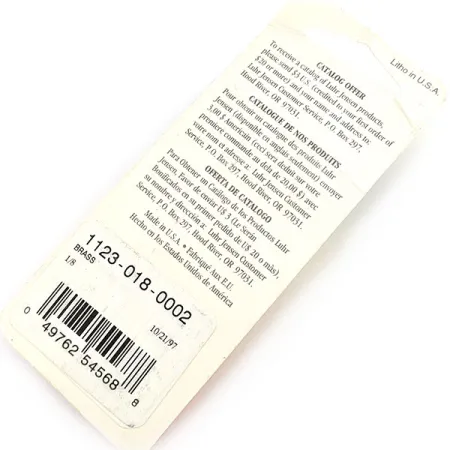 Litho in U.S.A.
CATALOG OFFER
To receive a catalog of Luhr Jensen products,
please send $3 U.S. (credited to your first order of
$20 or more) and your name and address to:
Luhr Jensen Customer Service, P.O. Box 297,
Hood River, OR 97031.
CATALOGUE DE NOS PRODUITS
Pour obtenir un catalogue des produits Luhr
Jensen (disponible en anglais seulement) envoyer
3,00 $ Americain (ceci sera déduit sur votre
premiere commande au dela de 20,00 $) avec
votre nom et adresse a: Luhr Jensen Customer
Service, P.O. Box 297, Hood River, OR 97031.
OFERTA DE CATALOGO
Para Obtener un Catálogo de los Productos Luhr
Jensen, Favor de enviar U$ 3 (Le Serán
Bonificados en su primer pedido de U$ 20 o más),
su nombre y dirección a: Luhr Jensen Customer
Service, P.O. Box 297, Hood River, OR 97031.
Made in U.S.A. • Fabriqué Aux E.U.
Hecho en los Estados Unidos de América
1123-018-0002
BRASS
1/8
10/21/97
0 49762 54568 8